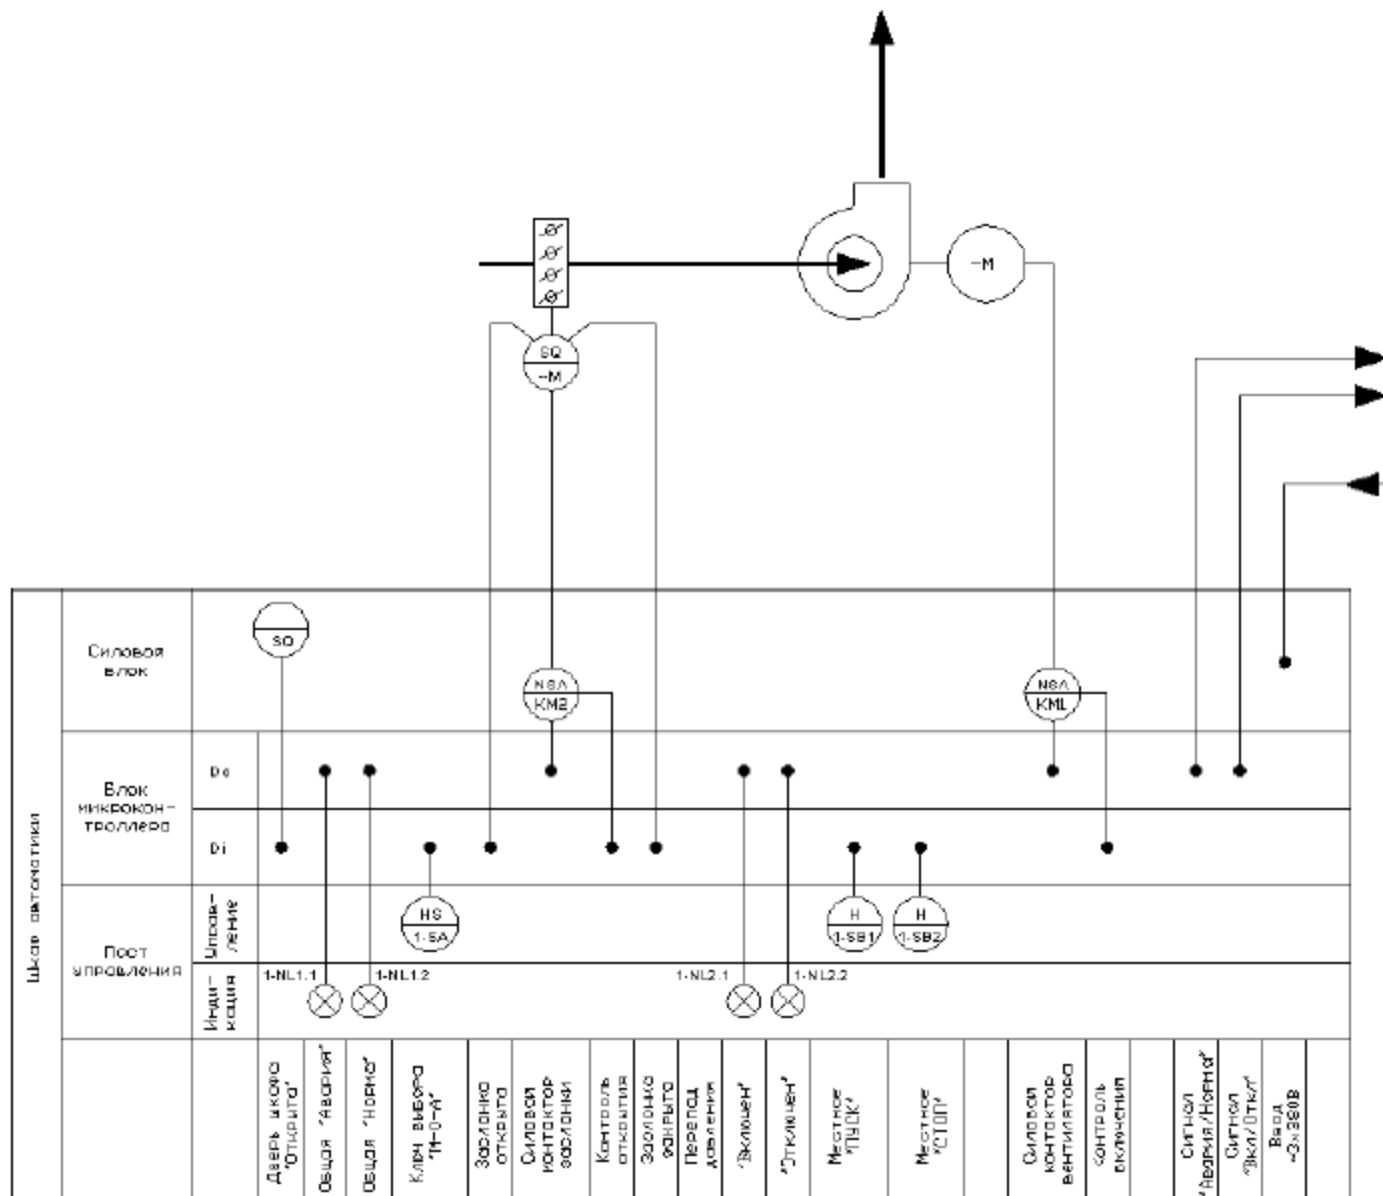 ~M
SQ
~M
Шкаф автоматики
Силовой
блок
SQ
NSA
KM2
NSA
KM1
Блок
микрокон-
троллера
Do
Di
Пост
управления
Управ-
ление
HS
1-SA
H
1-SB1
H
1-SB2
Инди-
кация
1-NL1.1
1-NL1.2
1-NL2.1
1-NL2.2
Дверь шкафа
"Открыта"
Общая "Авария"
Общая "Норма"
Ключ выбора
"М-0-А"
Заслонка
открыта
Силовой
контактор
заслонки
Контроль
открытия
Заслонка
закрыта
Перепад
давления
"Включен"
"Отключен"
Местное
"ПУСК"
Местное
"СТОП"
Силовой
контактор
вентилятора
Контроль
включения
Сигнал
"Авария/Норма"
Сигнал
"Вкл/Откл"
Ввод
~3х380В